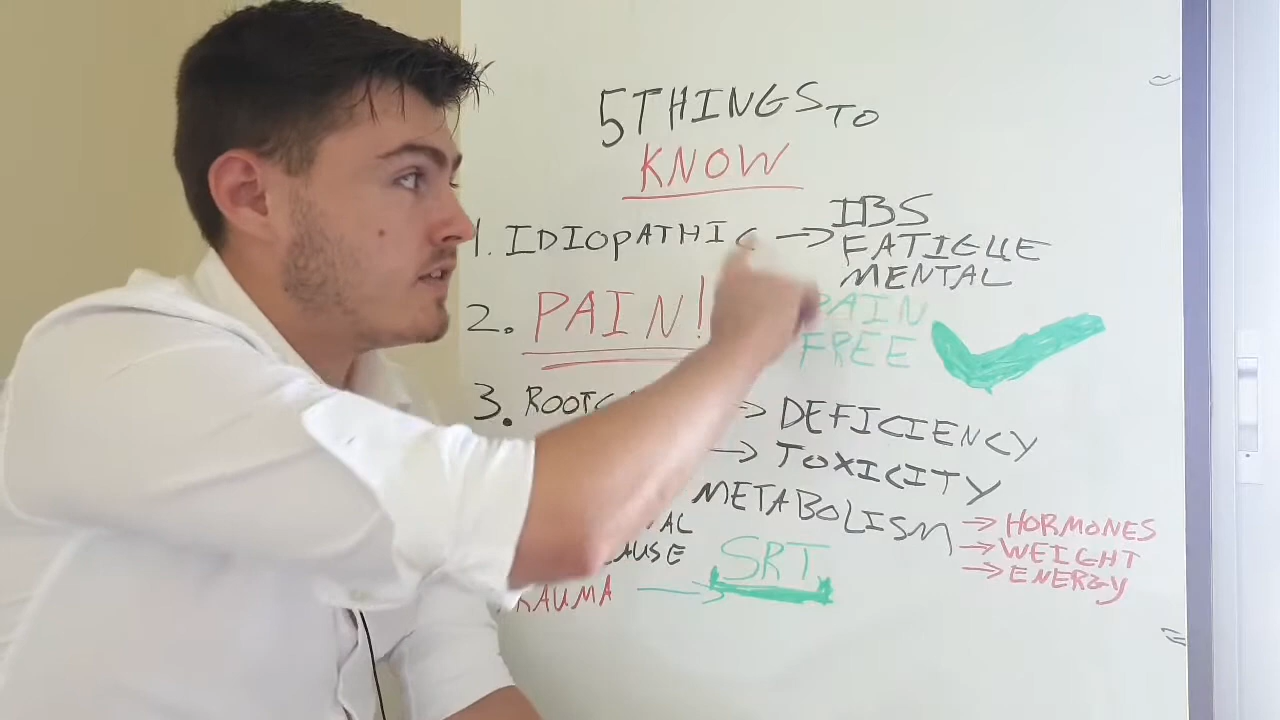 5 THINGS TO
KNOW
1. IDIOPATHIC → IBS
FATIGUE
MENTAL
2. PAIN! PAIN
FREE
3. ROOT → DEFICIENCY
→ TOXICITY
METABOLISM → HORMONES
→ WEIGHT
→ ENERGY
SRT
TRAUMA →